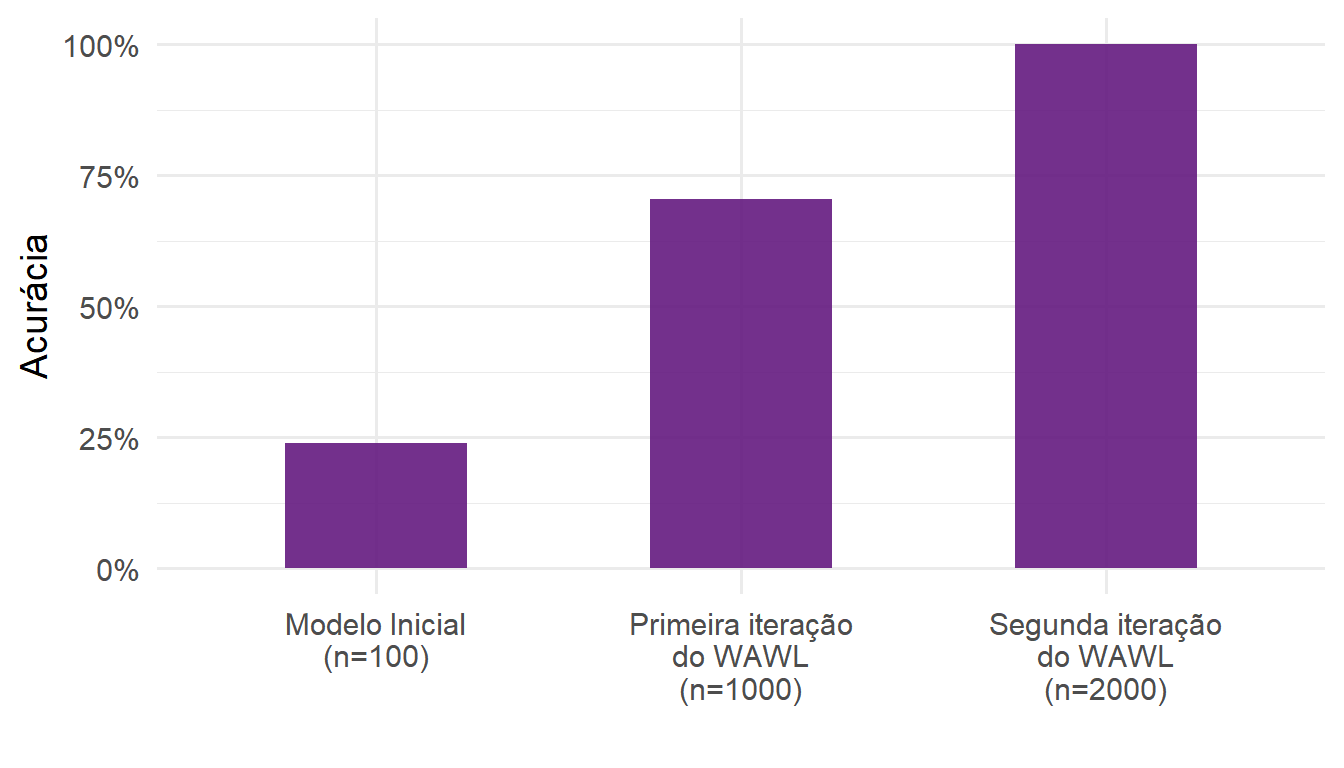 Acurácia
100%
75%
50%
25%
0%
Modelo Inicial
(n=100)
Primeira iteração
do WAWL
(n=1000)
Segunda iteração
do WAWL
(n=2000)